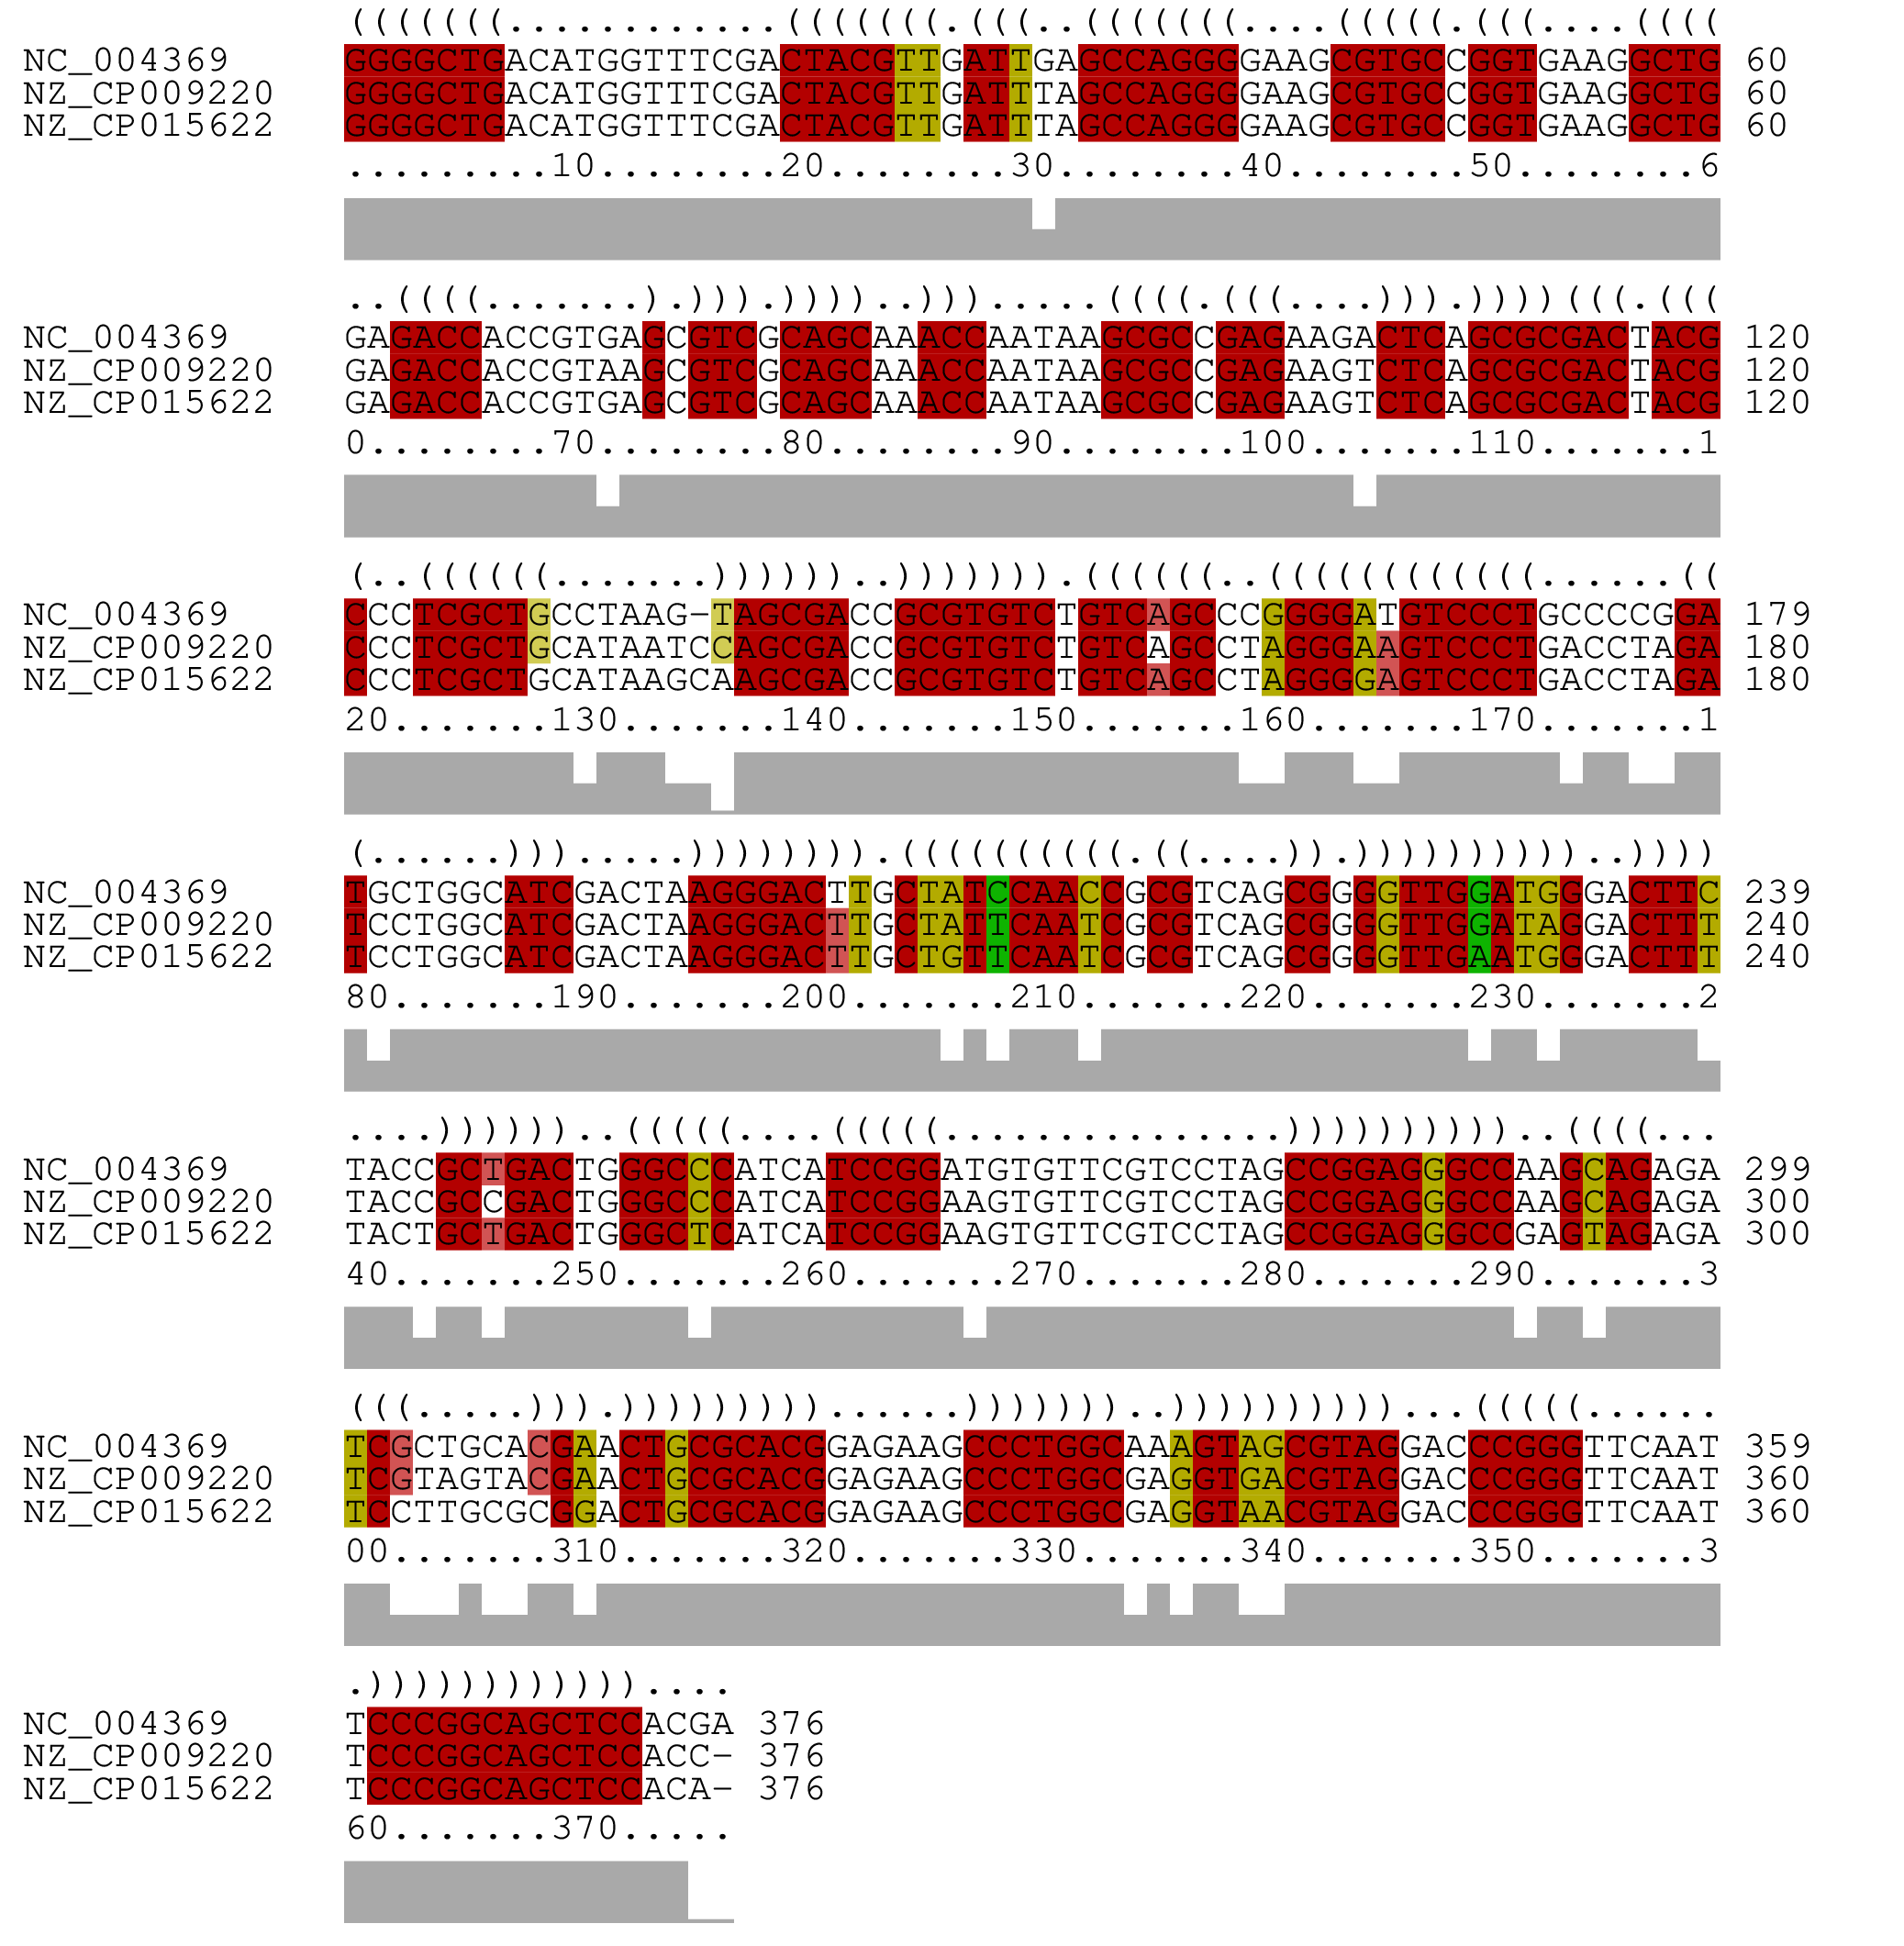 (((((((............(((((((.(((..(((((((....(((((.(((....((((
NC_004369 GGGGCTGACATGGTTTCGACTACGTTGATTGAGCCAGGGGAAGCGTGCCGGTGAAGGCTG 60
NZ_CP009220 GGGGCTGACATGGTTTCGACTACGTTGATTTAGCCAGGGGAAGCGTGCCGGTGAAGGCTG 60
NZ_CP015622 GGGGCTGACATGGTTTCGACTACGTTGATTTAGCCAGGGGAAGCGTGCCGGTGAAGGCTG 60
.........10........20........30........40........50........6
..((((.......).))).))))..))).....((((.(((....))).))))(((.(((
NC_004369 GAGACCACCGTGAGCGTCGCAGCAAACCAATAAGCGCCGAGAAGACTCAGCGCGACTACG 120
NZ_CP009220 GAGACCACCGTAAGCGTCGCAGCAAACCAATAAGCGCCGAGAAGTCTCAGCGCGACTACG 120
NZ_CP015622 GAGACCACCGTGAGCGTCGCAGCAAACCAATAAGCGCCGAGAAGTCTCAGCGCGACTACG 120
0........70........80........90........100.......110.......1
(..((((((.......))))))..))))))).((((((..((((((((((((......((
NC_004369 CCCTCGCTGCCTAAG-TAGCGACCGCGTGTCTGTCAGCCCGGGGATGTCCCTGCCCCGGA 179
NZ_CP009220 CCCTCGCTGCATAATCCAGCGACCGCGTGTCTGTCAGCCTAGGGAAGTCCCTGACCTAGA 180
NZ_CP015622 CCCTCGCTGCATAAGCAAGCGACCGCGTGTCTGTCAGCCTAGGGGAGTCCCTGACCTAGA 180
20.......130.......140.......150.......160.......170.......1
(......))).....)))))))).((((((((((.((....)).))))))))))..))))
NC_004369 TGCTGGCATCGACTAAGGGACTTGCTATCCAACCGCGTCAGCGGGGTTGGATGGGACTTC 239
NZ_CP009220 TCCTGGCATCGACTAAGGGACTTGCTATTCAATCGCGTCAGCGGGGTTGGATAGGACTTT 240
NZ_CP015622 TCCTGGCATCGACTAAGGGACTTGCTGTTCAATCGCGTCAGCGGGGTTGAATGGGACTTT 240
80.......190.......200.......210.......220.......230.......2
....))))))..(((((....(((((...............))))))))))..((((...
NC_004369 TACCGCTGACTGGGCCCATCATCCGGATGTGTTCGTCCTAGCCGGAGGGCCAAGCAGAGA 299
NZ_CP009220 TACCGCCGACTGGGCCCATCATCCGGAAGTGTTCGTCCTAGCCGGAGGGCCAAGCAGAGA 300
NZ_CP015622 TACTGCTGACTGGGCTCATCATCCGGAAGTGTTCGTCCTAGCCGGAGGGCCGAGTAGAGA 300
40.......250.......260.......270.......280.......290.......3
(((.....))).)))))))))......)))))))..))))))))))...(((((......
NC_004369 TCGCTGCACGAACTGCGCACGGAGAAGCCCTGGCAAAGTAGCGTAGGACCCGGGTTCAAT 359
NZ_CP009220 TCGTAGTACGAACTGCGCACGGAGAAGCCCTGGCGAGGTGACGTAGGACCCGGGTTCAAT 360
NZ_CP015622 TCCTTGCGCGGACTGCGCACGGAGAAGCCCTGGCGAGGTAACGTAGGACCCGGGTTCAAT 360
00.......310.......320.......330.......340.......350.......3
.))))))))))))....
NC_004369 TCCCGGCAGCTCCACGA 376
NZ_CP009220 TCCCGGCAGCTCCACC- 376
NZ_CP015622 TCCCGGCAGCTCCACA- 376
60.......370.....